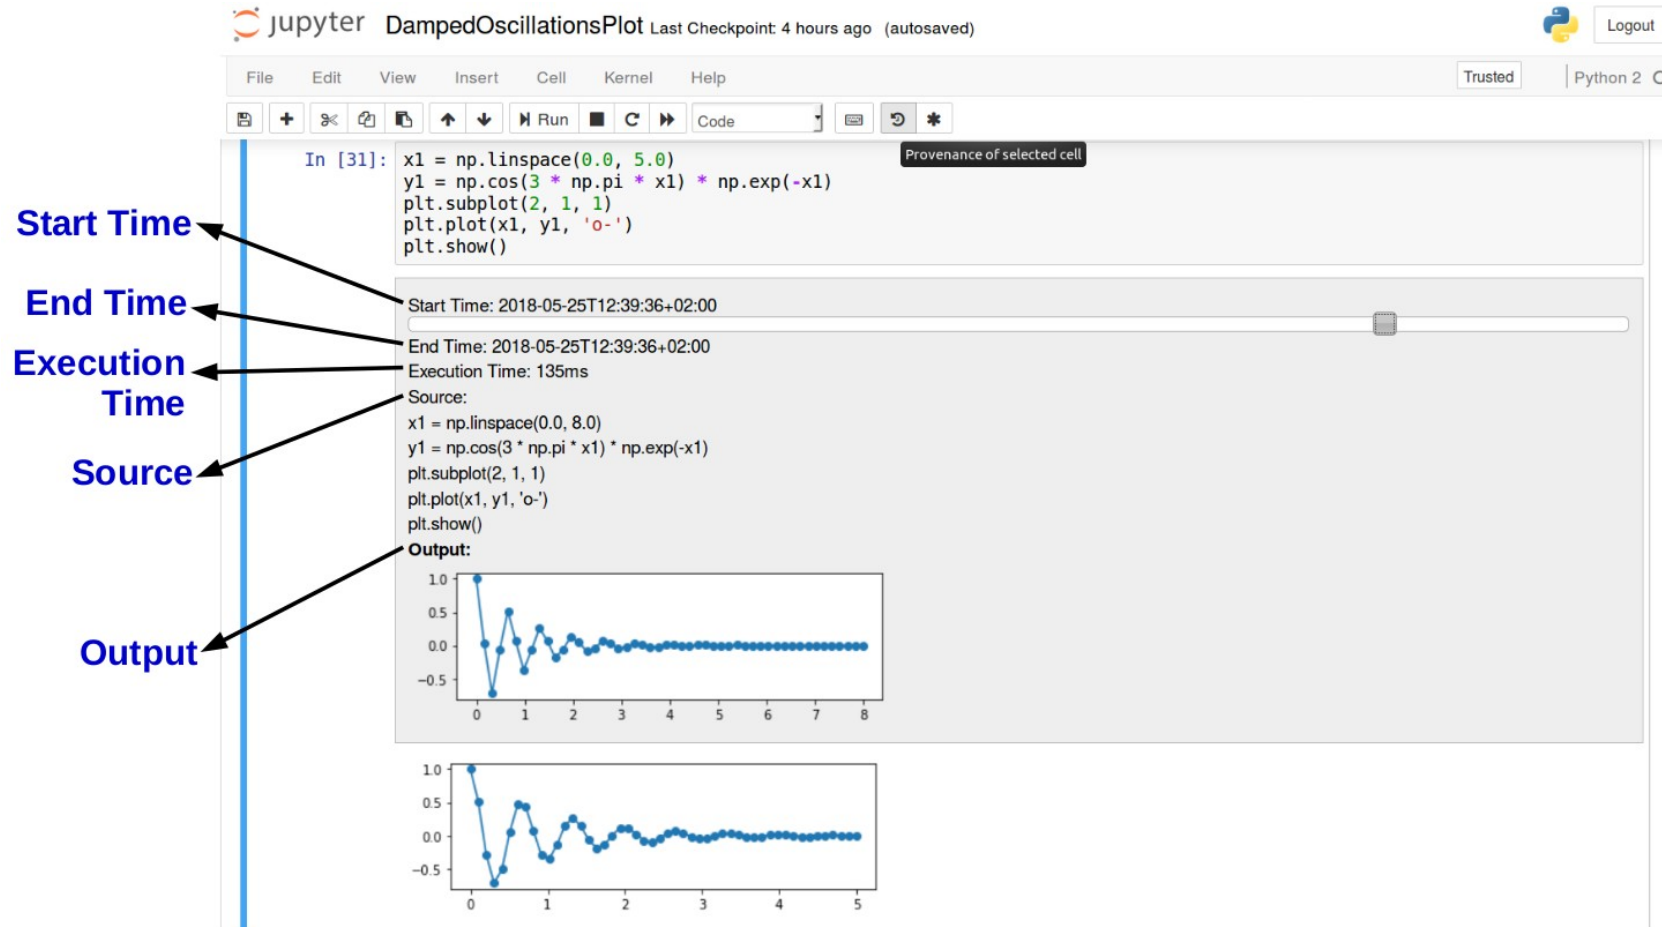 jupyter DampedOscillationsPlot Last Checkpoint: 4 hours ago (autosaved) Logout
File Edit View Insert Cell Kernel Help Trusted Python 2
Run Code
Provenance of selected cell
In [31]: x1 = np.linspace(0.0, 5.0)
y1 = np.cos(3 * np.pi * x1) * np.exp(-x1)
plt.subplot(2, 1, 1)
plt.plot(x1, y1, 'o-')
plt.show()
Start Time
End Time
Execution
Time
Source
Output
Start Time: 2018-05-25T12:39:36+02:00
End Time: 2018-05-25T12:39:36+02:00
Execution Time: 135ms
Source:
x1 = np.linspace(0.0, 8.0)
y1 = np.cos(3 * np.pi * x1) * np.exp(-x1)
plt.subplot(2, 1, 1)
plt.plot(x1, y1, 'o-')
plt.show()
Output:
1.0
0.5
0.0
−0.5
0 1 2 3 4 5 6 7 8
1.0
0.5
0.0
−0.5
0 1 2 3 4 5